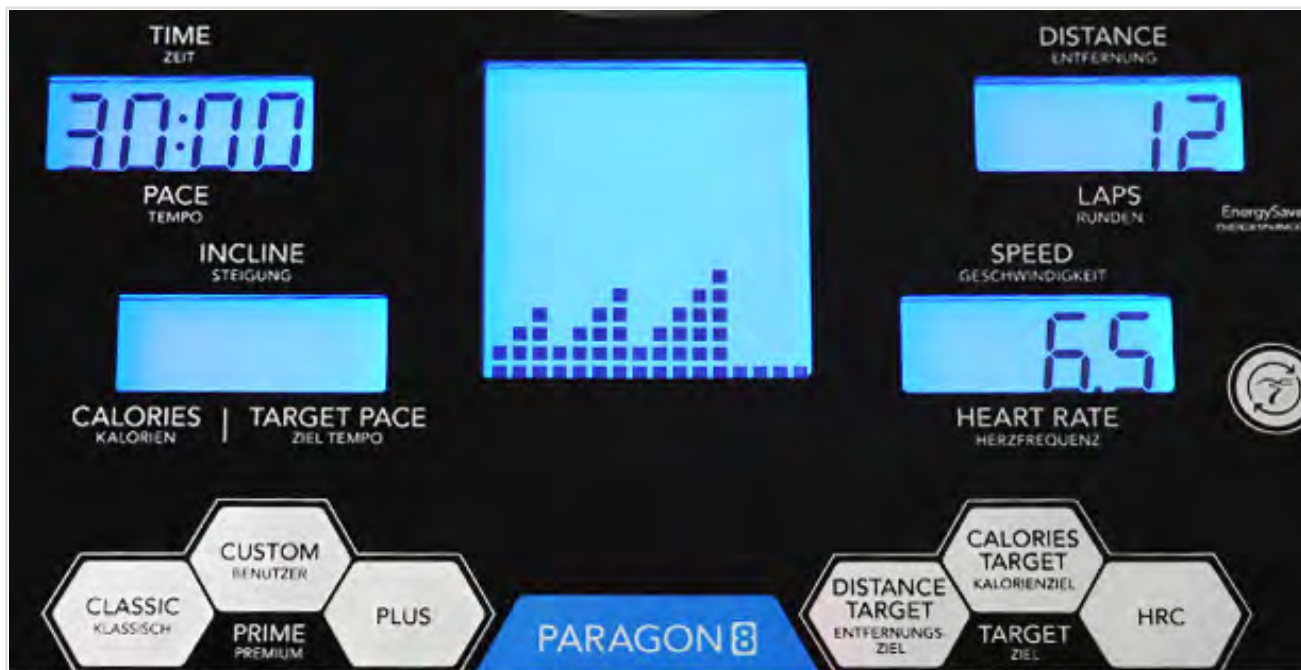 TIME
ZEIT
30:00
PACE
TEMPO
INCLINE
STEIGUNG
CALORIES | TARGET PACE
KALORIEN ZIEL TEMPO
DISTANCE
ENTFERNUNG
12
LAPS
RUNDEN
EnergySave
SPEED
GESCHWINDIGKEIT
6.5
HEART RATE
HERZFREQUENZ
CUSTOM
BENUTZER
CLASSIC
KLASSISCH
PLUS
PRIME
PREMIUM
PARAGON 8
CALORIES
TARGET
KALORIENZIEL
DISTANCE
TARGET
ENTFERNUNGS-
ZIEL
HRC
TARGET
ZIEL